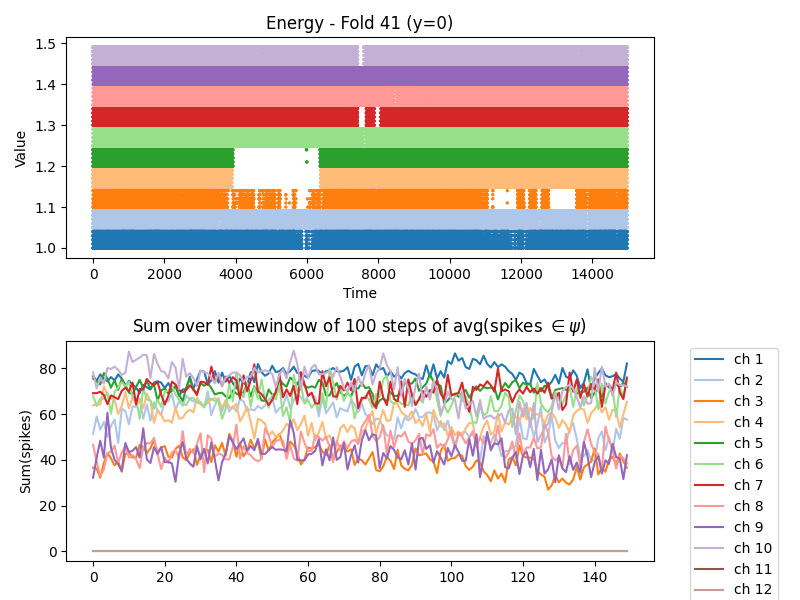 Energy - Fold 41 (y=0)
Value
1.5
1.4
1.3
1.2
1.1
1.0
0 2000 4000 6000 8000 10000 12000 14000
Time
Sum over timewindow of 100 steps of avg(spikes ∈ ψ)
Sum(spikes)
80
60
40
20
0
0 20 40 60 80 100 120 140
ch 1
ch 2
ch 3
ch 4
ch 5
ch 6
ch 7
ch 8
ch 9
ch 10
ch 11
ch 12